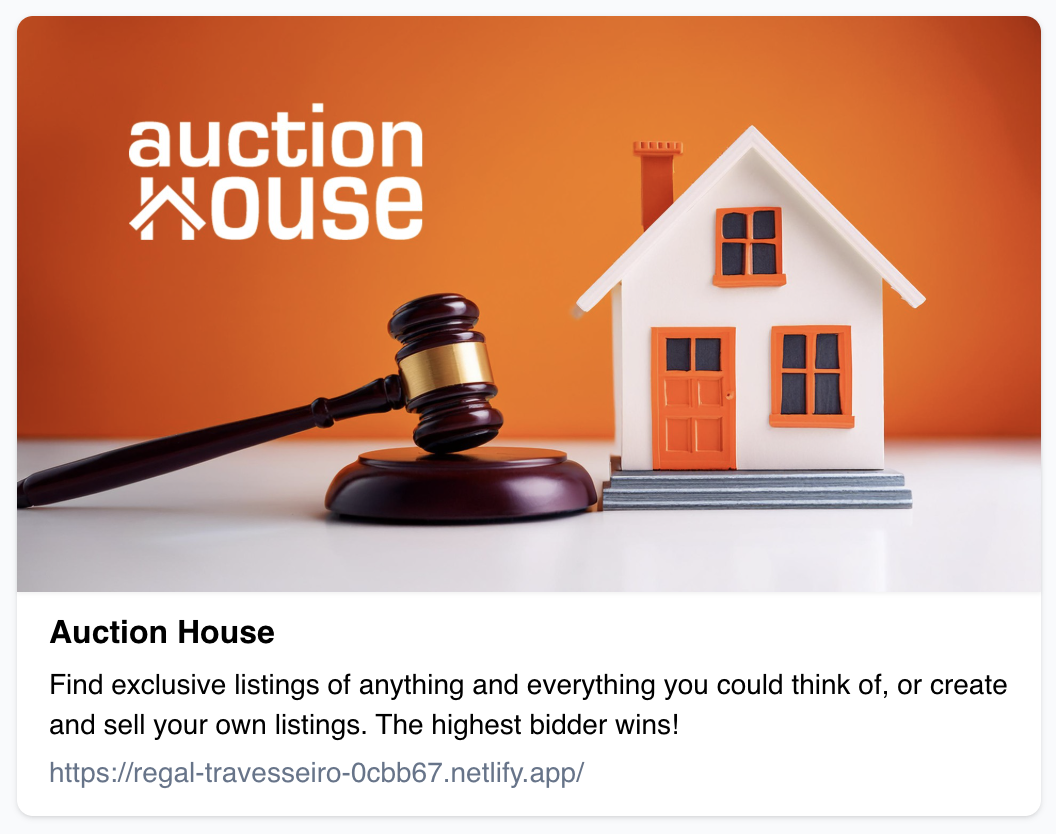 auction
House
Auction House
Find exclusive listings of anything and everything you could think of, or create
and sell your own listings. The highest bidder wins!
https://regal-travesseiro-0cbb67.netlify.app/